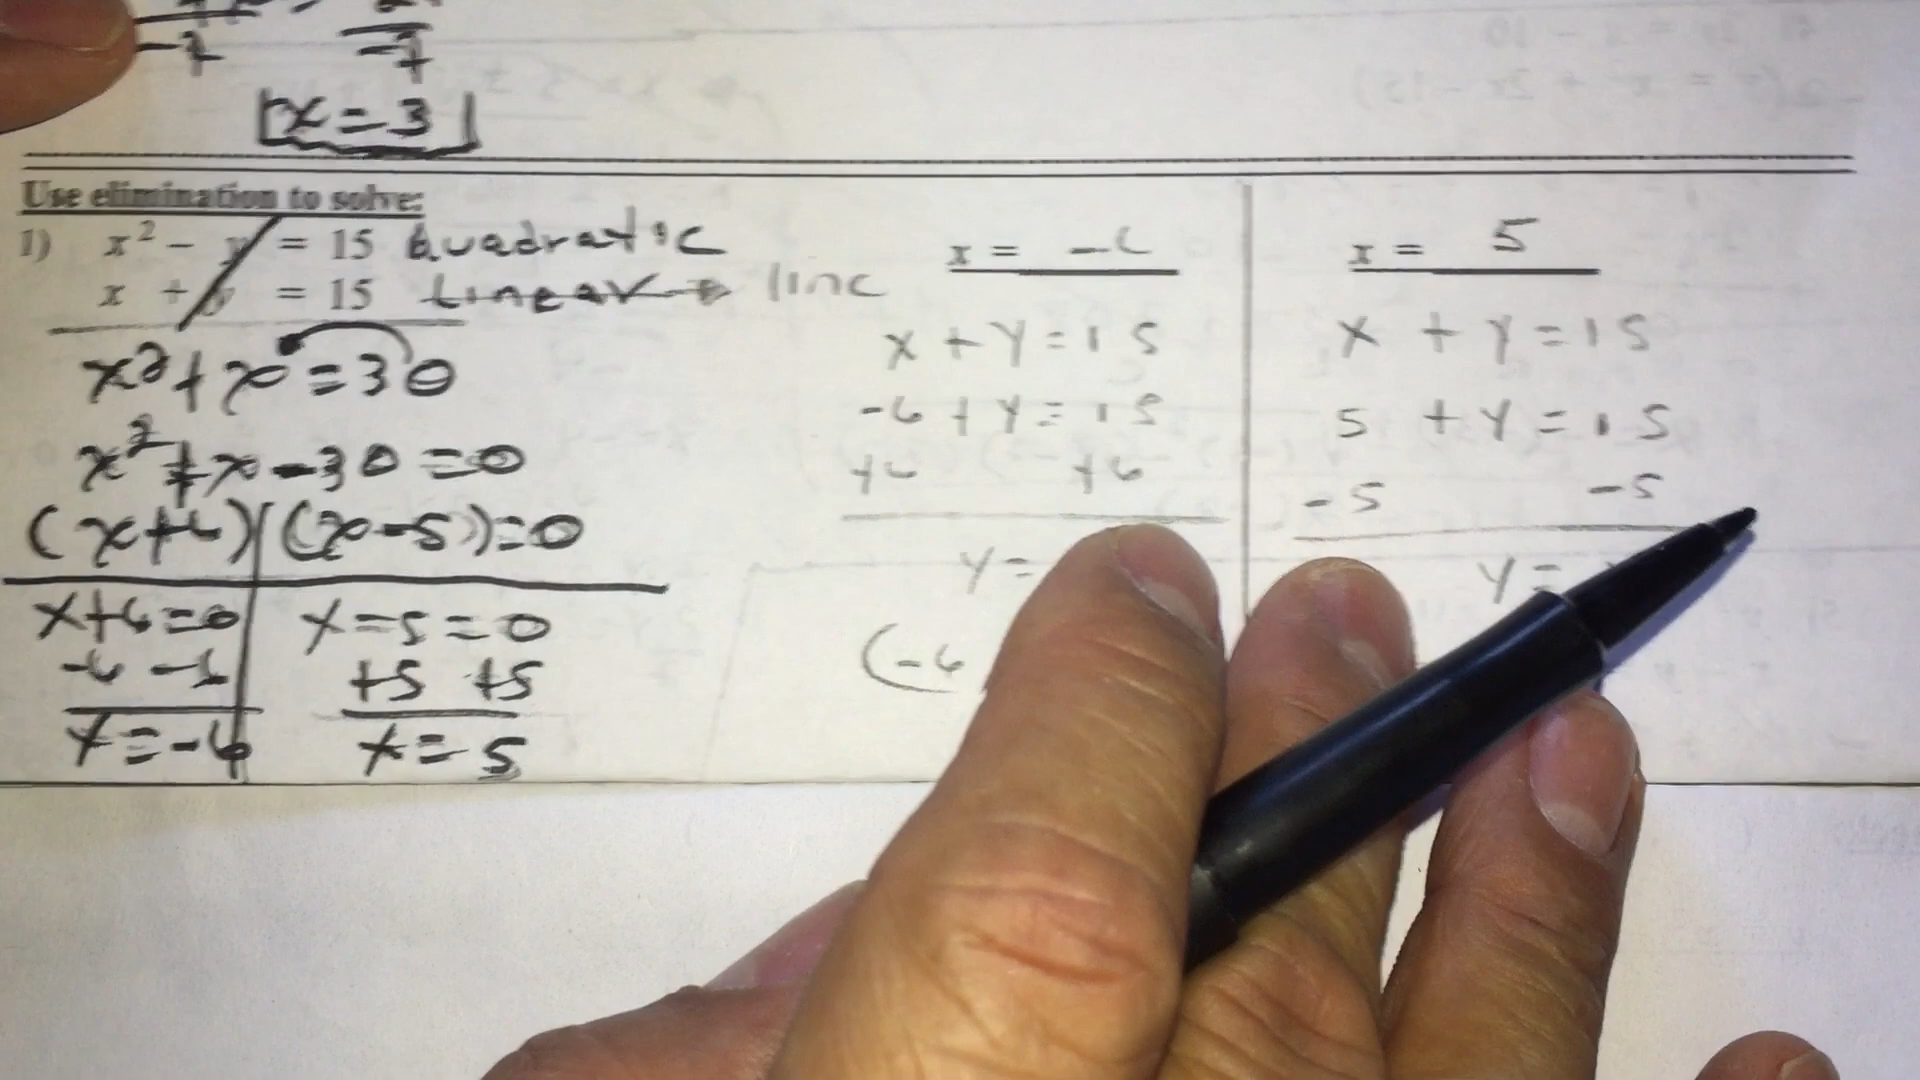 -7 -7
x = 3
Use elimination to solve:
1) x² - y = 15 Quadratic
x + y = 15 Linear → line
x² + x = 30
x² + x - 30 = 0
(x+6) (x-5) = 0
x+6=0 x-5=0
-6 -6 +5 +5
x=-6 x=5
x = -6
x + y = 15
-6 + y = 15
+6 +6
y =
(-6
x = 5
x + y = 15
5 + y = 15
-5 -5
y =